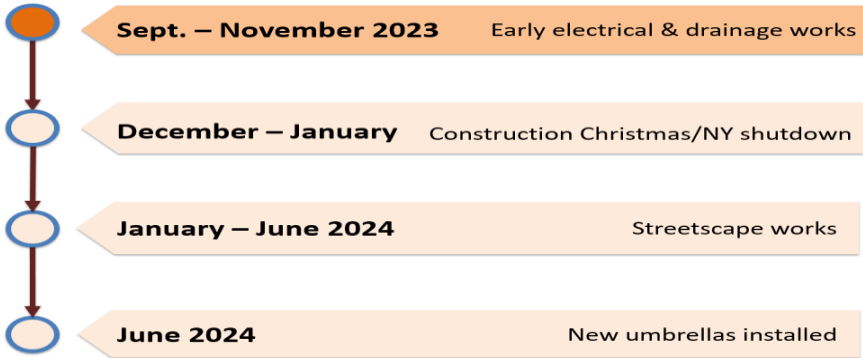 Sept. – November 2023 Early electrical & drainage works
December – January Construction Christmas/NY shutdown
January – June 2024 Streetscape works
June 2024 New umbrellas installed